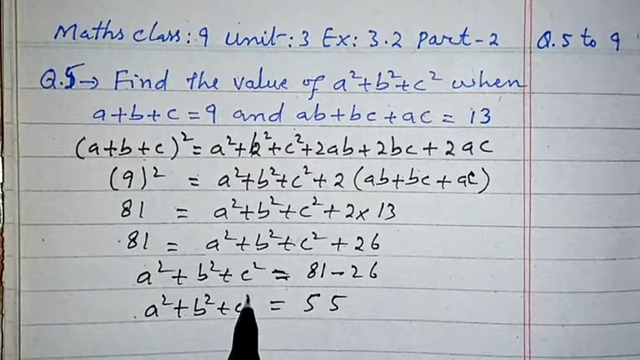 Maths class: 9 Unit: 3 Ex: 3.2 Part-2 Q.5 to 9
Q.5→ Find the value of a²+b²+c² when
a+b+c=9 and ab+bc+ac = 13
(a+b+c)²=a²+b²+c²+2ab+2bc+2ac
(9)² = a²+b²+c²+2(ab+bc+ac)
81 = a²+b²+c²+2x13
81 = a²+b²+c²+26
a²+b²+c² = 81-26
a²+b²+c = 55